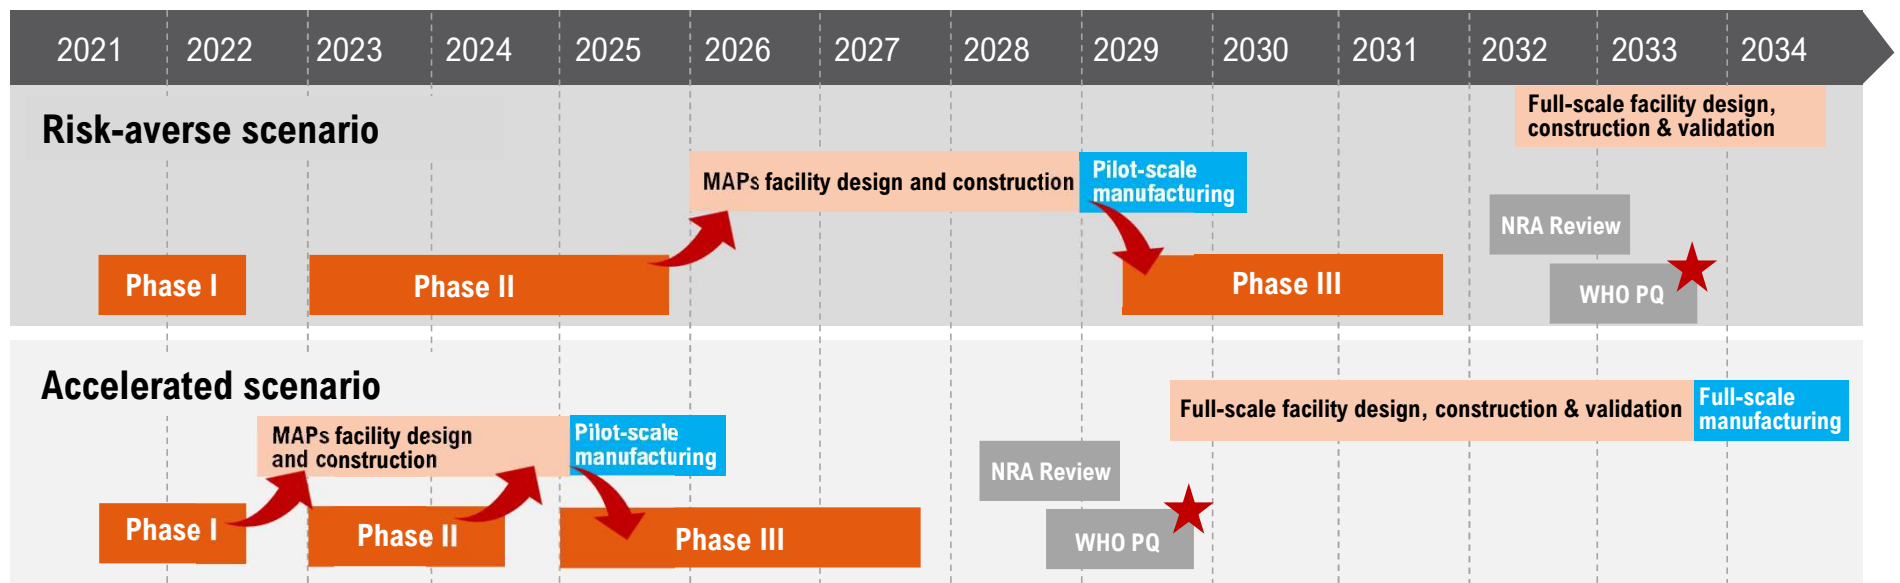 2021 2022 2023 2024 2025 2026 2027 2028 2029 2030 2031 2032 2033 2034
Risk-averse scenario
Full-scale facility design,
construction & validation
MAPs facility design and construction
Pilot-scale
manufacturing
NRA Review
Phase I
Phase II
Phase III
WHO PQ
Accelerated scenario
Full-scale facility design, construction & validation
Full-scale
manufacturing
MAPs facility design
and construction
Pilot-scale
manufacturing
NRA Review
Phase I
Phase II
Phase III
WHO PQ